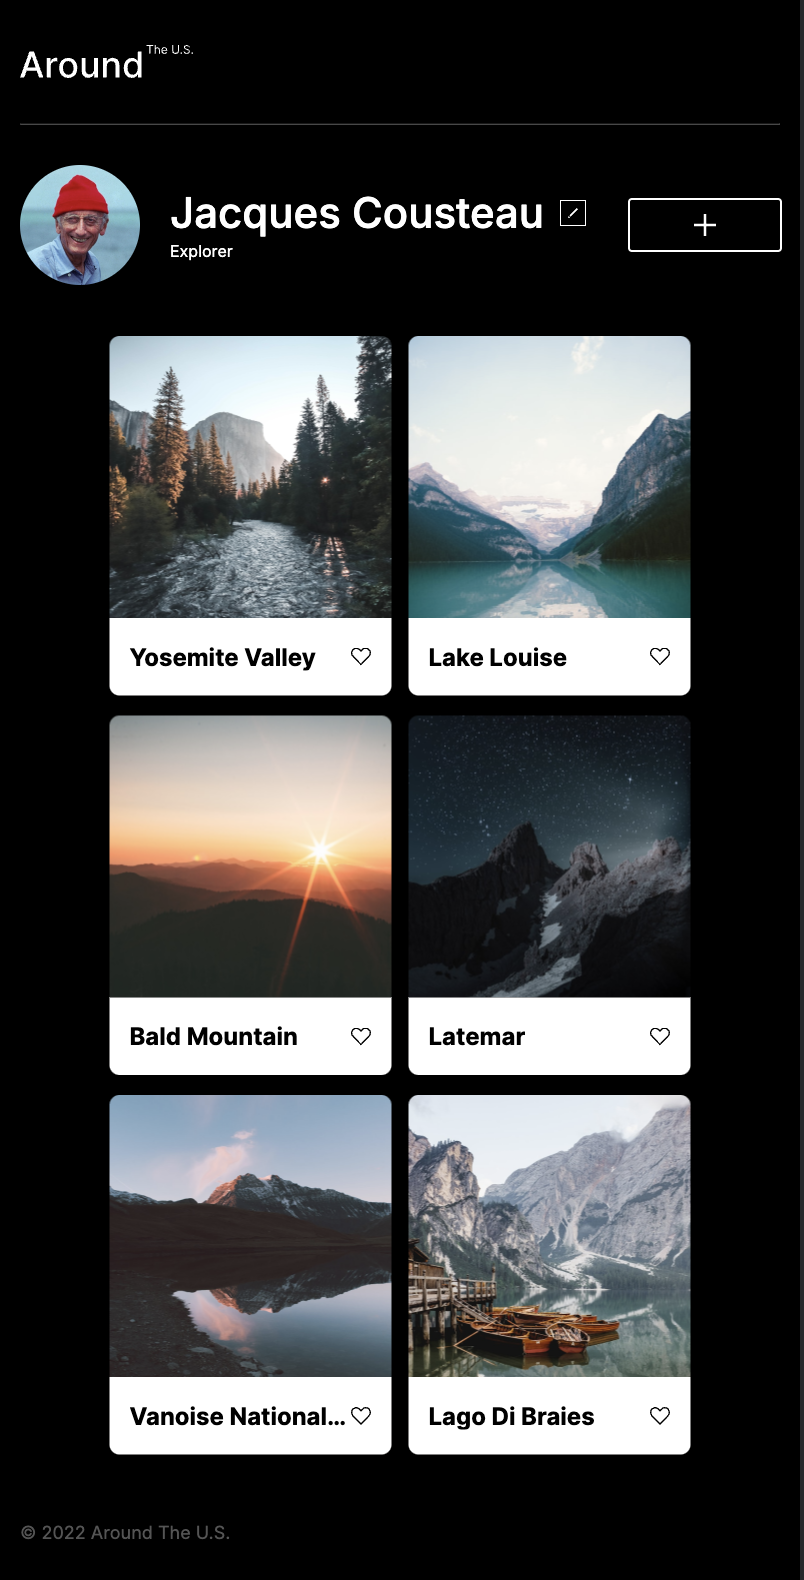 Around The U.S.
Jacques Cousteau
Explorer
Yosemite Valley
Lake Louise
Bald Mountain
Latemar
Vanoise National...
Lago Di Braies
© 2022 Around The U.S.